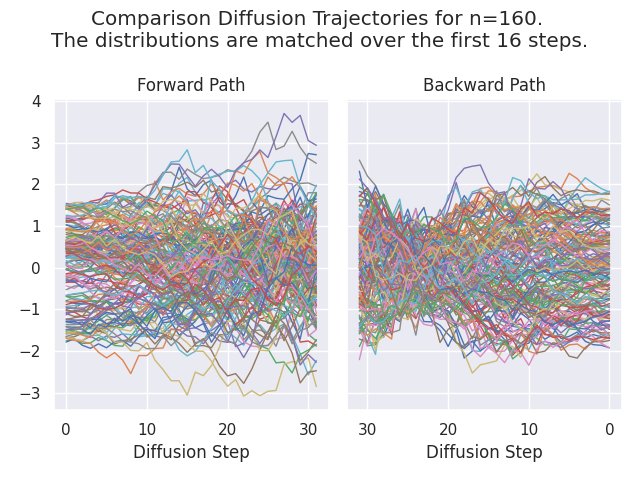 Comparison Diffusion Trajectories for n=160.
The distributions are matched over the first 16 steps.
Forward Path
Backward Path
4
3
2
1
0
−1
−2
−3
0 10 20 30
30 20 10 0
Diffusion Step
Diffusion Step